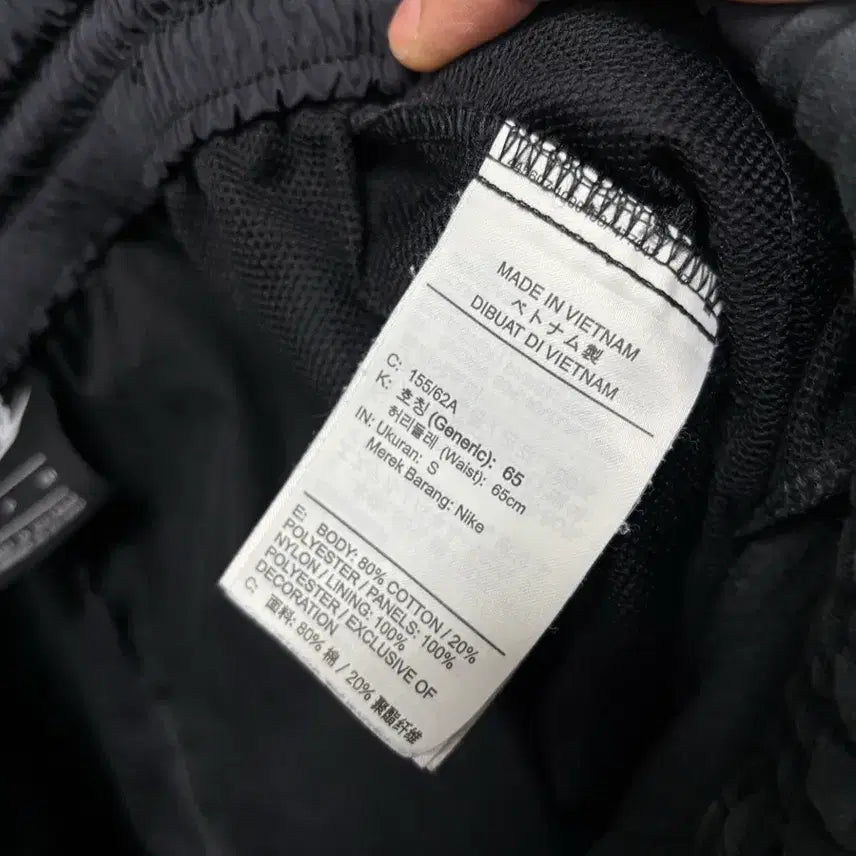 MADE IN VIETNAM
ベトナム製
DIBUAT DI VIETNAM
C: 155/62A
K: 호칭 (Generic): 65
허리둘레 (Waist): 65cm
IN: Ukuran: S
Merek Barang: Nike
E: BODY: 80% COTTON / 20%
POLYESTER / PANELS: 100%
NYLON / LINING: 100%
POLYESTER / EXCLUSIVE OF
DECORATION
C: 面料: 80% 棉 / 20% 聚酯纤维